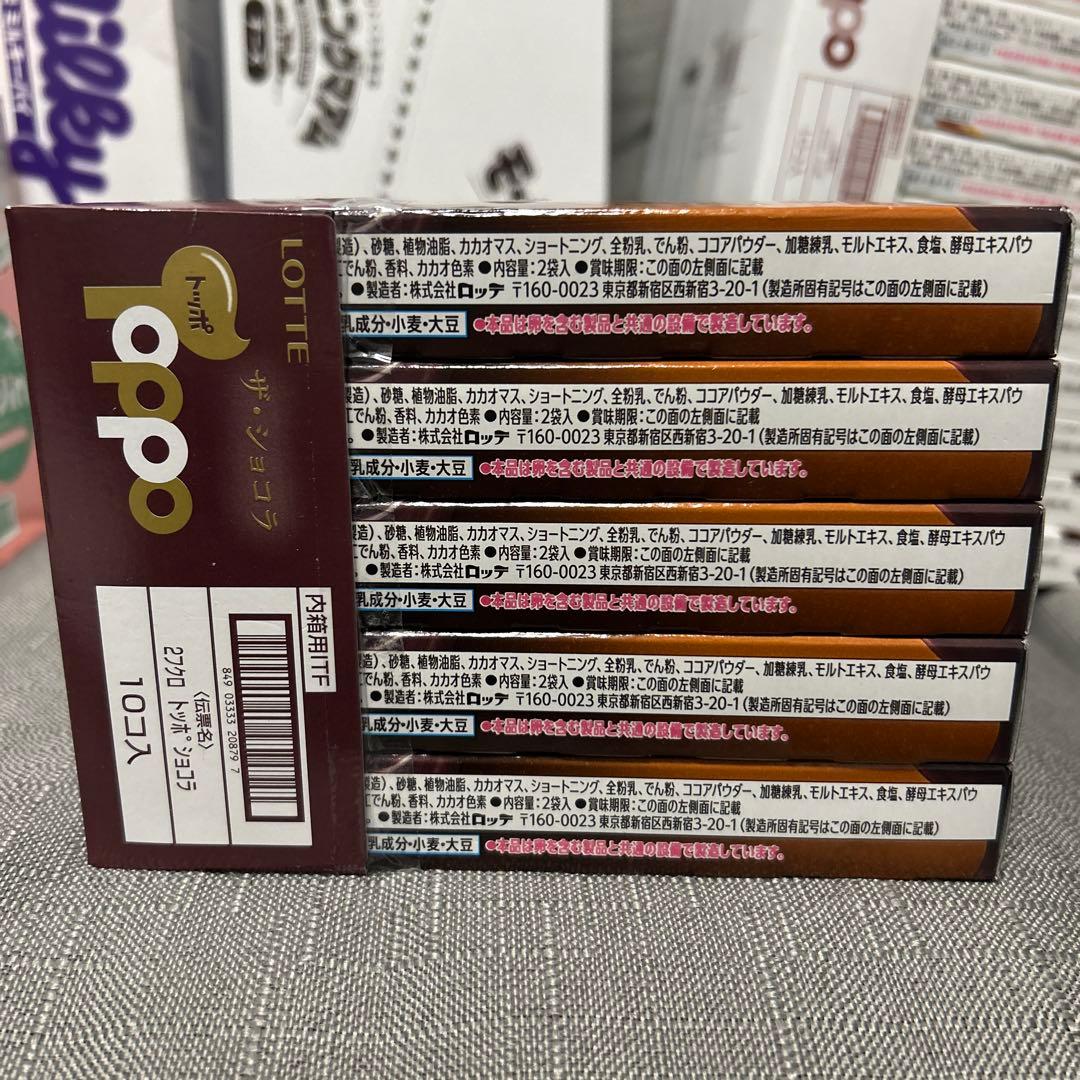 LOTTE
トッポ
toppo
ザ・ショコラ
内箱用ITF
849 03333 20879 7
〈伝票名〉
2フクロ トッポ ショコラ
10コ入
製造)、砂糖、植物油脂、カカオマス、ショートニング、全粉乳、でん粉、ココアパウダー、加糖練乳、モルトエキス、食塩、酵母エキスパウ
でん粉、香料、カカオ色素 ●内容量:2袋入 ●賞味期限:この面の左側面に記載
。 ●製造者:株式会社ロッテ 〒160-0023 東京都新宿区西新宿3-20-1 (製造所固有記号はこの面の左側面に記載)
乳成分・小麦・大豆 ●本品は卵を含む製品と共通の設備で製造しています。
造)、砂糖、植物油脂、カカオマス、ショートニング、全粉乳、でん粉、ココアパウダー、加糖練乳、モルトエキス、食塩、酵母エキスパウ
でん粉、香料、カカオ色素 ●内容量:2袋入 ●賞味期限:この面の左側面に記載
。 ●製造者:株式会社ロッテ 〒160-0023 東京都新宿区西新宿3-20-1 (製造所固有記号はこの面の左側面に記載)
乳成分・小麦・大豆 ●本品は卵を含む製品と共通の設備で製造しています。
造)、砂糖、植物油脂、カカオマス、ショートニング、全粉乳、でん粉、ココアパウダー、加糖練乳、モルトエキス、食塩、酵母エキスパウ
でん粉、香料、カカオ色素 ●内容量:2袋入 ●賞味期限:この面の左側面に記載
。 ●製造者:株式会社ロッテ 〒160-0023 東京都新宿区西新宿3-20-1 (製造所固有記号はこの面の左側面に記載)
乳成分・小麦・大豆 ●本品は卵を含む製品と共通の設備で製造しています。
造)、砂糖、植物油脂、カカオマス、ショートニング、全粉乳、でん粉、ココアパウダー、加糖練乳、モルトエキス、食塩、酵母エキスパウ
でん粉、香料、カカオ色素 ●内容量:2袋入 ●賞味期限:この面の左側面に記載
。 ●製造者:株式会社ロッテ 〒160-0023 東京都新宿区西新宿3-20-1 (製造所固有記号はこの面の左側面に記載)
乳成分・小麦・大豆 ●本品は卵を含む製品と共通の設備で製造しています。
造)、砂糖、植物油脂、カカオマス、ショートニング、全粉乳、でん粉、ココアパウダー、加糖練乳、モルトエキス、食塩、酵母エキスパウ
でん粉、香料、カカオ色素 ●内容量:2袋入 ●賞味期限:この面の左側面に記載
。 ●製造者:株式会社ロッテ 〒160-0023 東京都新宿区西新宿3-20-1 (製造所固有記号はこの面の左側面に記載)
乳成分・小麦・大豆 ●本品は卵を含む製品と共通の設備で製造しています。
ilky
ppo